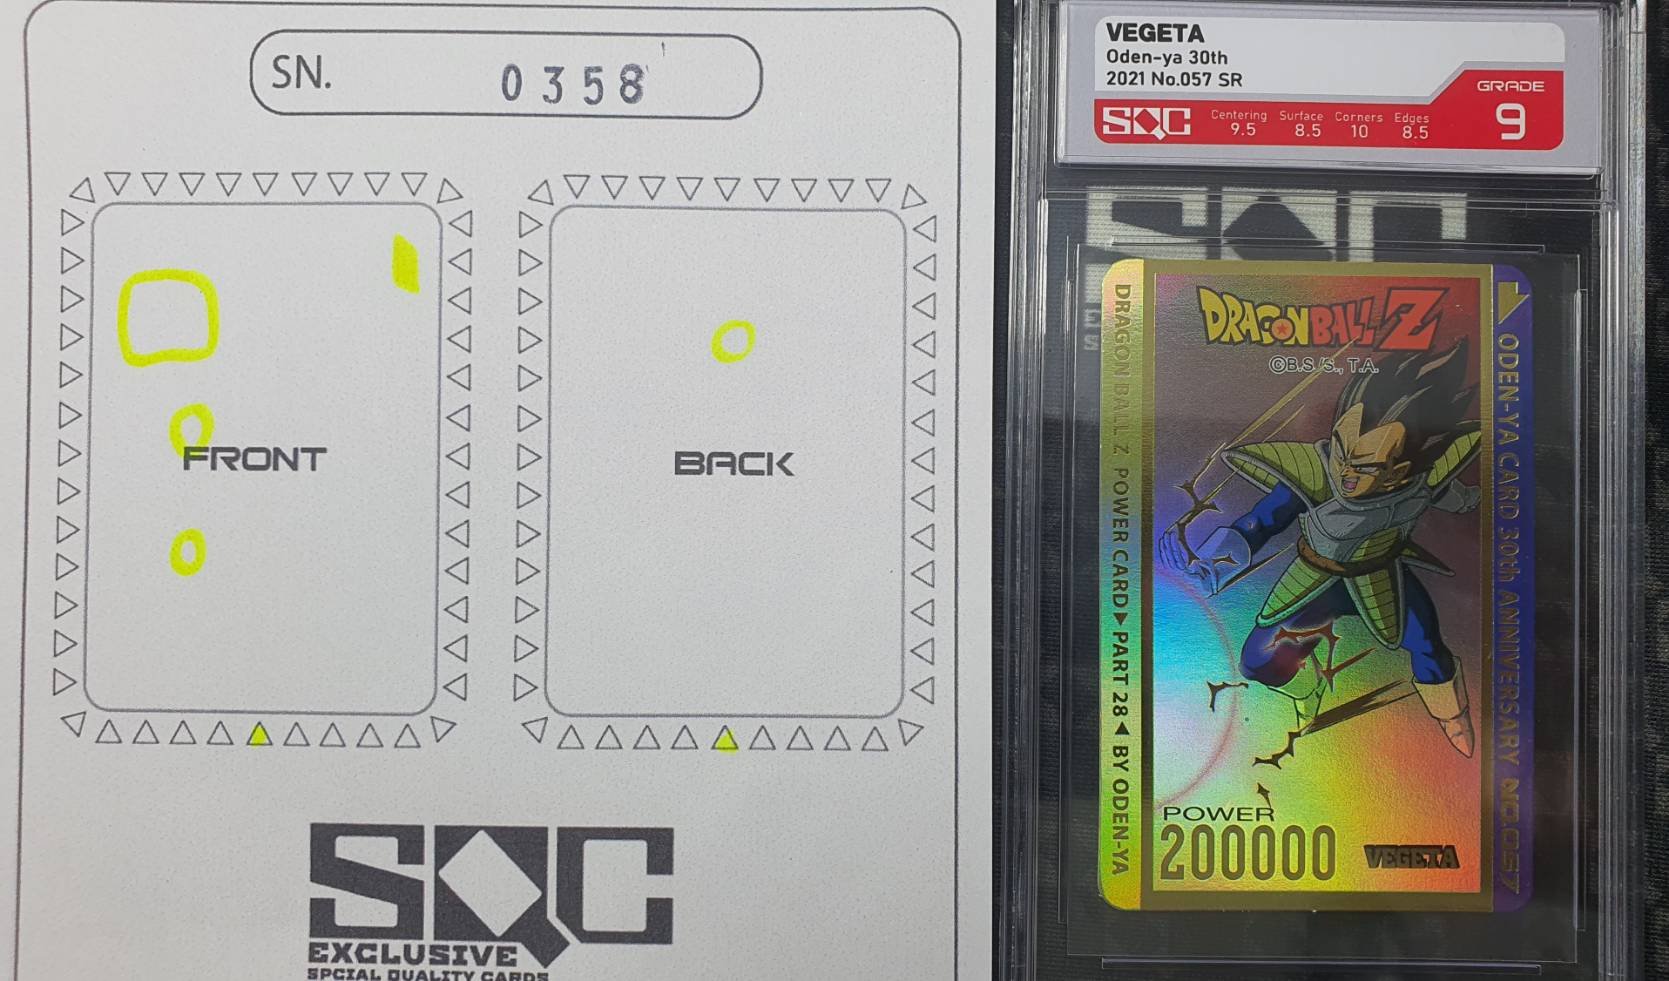 SN. 0358
FRONT
BACK
SQC
EXCLUSIVE
SPCIAL QUALITY CARDS
VEGETA
Oden-ya 30th
2021 No.057 SR
GRADE
9
SQC
Centering Surface Corners Edges
9.5 8.5 10 8.5
SQC
DRAGON BALL Z
©B.S./S., T.A.
DRAGON BALL Z POWER CARD▶ PART 28◀ BY ODEN-YA
ODEN-YA CARD 30th ANNIVERSARY NO.057
POWER
200000
VEGETA